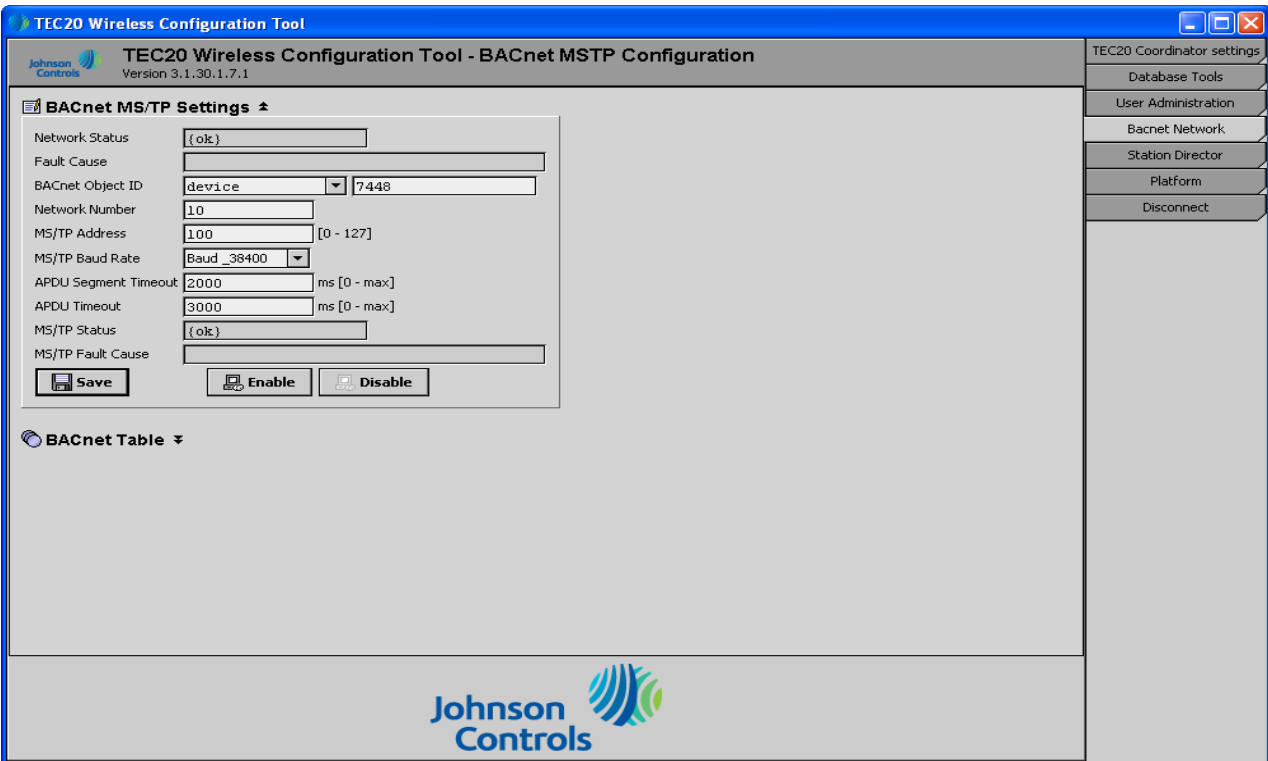 TEC20 Wireless Configuration Tool
Johnson Controls
TEC20 Wireless Configuration Tool - BACnet MSTP Configuration
Version 3.1.30.1.7.1
TEC20 Coordinator settings
Database Tools
User Administration
Bacnet Network
Station Director
Platform
Disconnect
BACnet MS/TP Settings
Network Status {ok}
Fault Cause
BACnet Object ID device 7448
Network Number 10
MS/TP Address 100 [0 - 127]
MS/TP Baud Rate Baud _38400
APDU Segment Timeout 2000 ms [0 - max]
APDU Timeout 3000 ms [0 - max]
MS/TP Status {ok}
MS/TP Fault Cause
Save Enable Disable
BACnet Table
Johnson
Controls